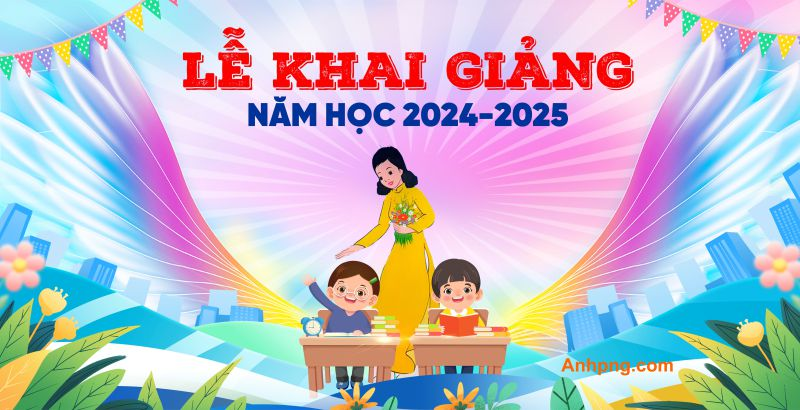 LỄ KHAI GIẢNG
NĂM HỌC 2024-2025
Anhpng.com